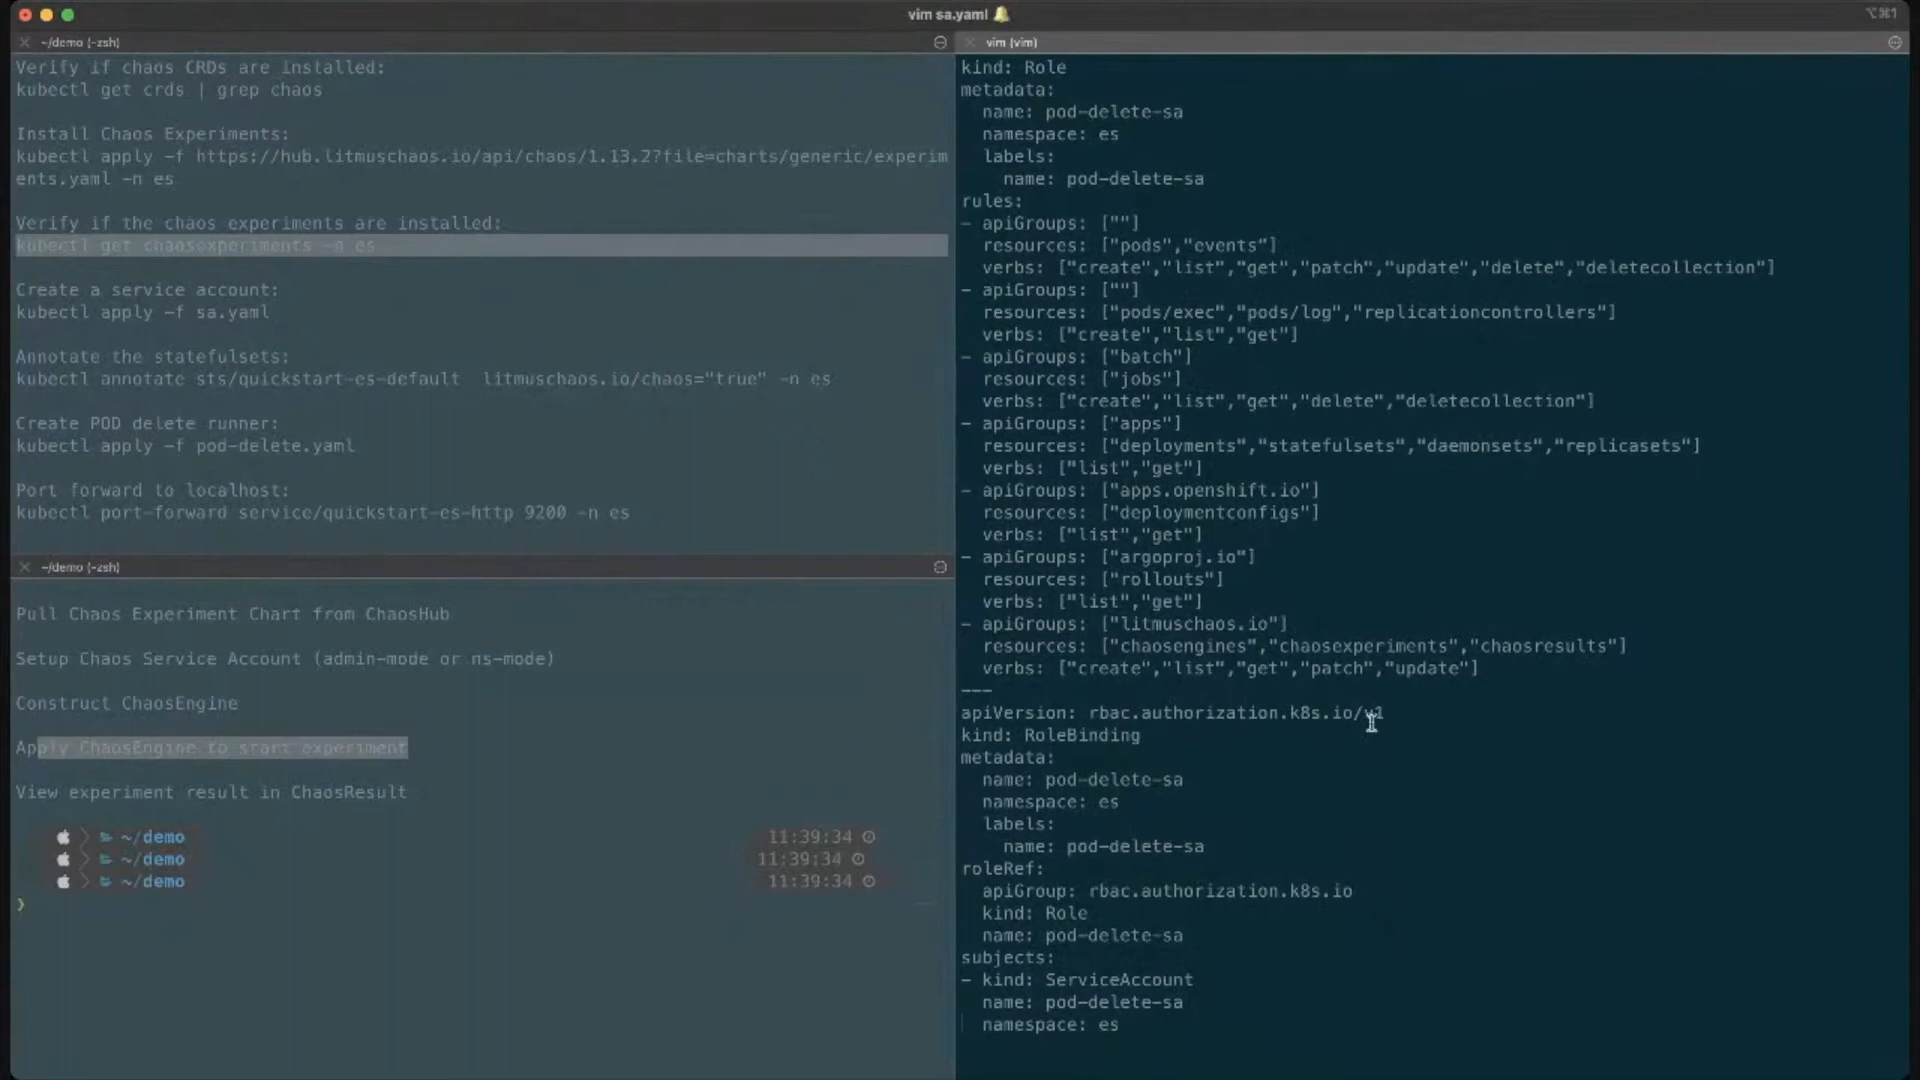 vim sa.yaml
⌥⌘1
~/demo (-zsh)
Verify if chaos CRDs are installed:
kubectl get crds | grep chaos
Install Chaos Experiments:
kubectl apply -f https://hub.litmuschaos.io/api/chaos/1.13.2?file=charts/generic/experim
ents.yaml -n es
Verify if the chaos experiments are installed:
kubectl get chaosexperiments -n es
Create a service account:
kubectl apply -f sa.yaml
Annotate the statefulsets:
kubectl annotate sts/quickstart-es-default  litmuschaos.io/chaos="true" -n es
Create POD delete runner:
kubectl apply -f pod-delete.yaml
Port forward to localhost:
kubectl port-forward service/quickstart-es-http 9200 -n es
~/demo (-zsh)
Pull Chaos Experiment Chart from ChaosHub
Setup Chaos Service Account (admin-mode or ns-mode)
Construct ChaosEngine
Apply ChaosEngine to start experiment
View experiment result in ChaosResult
~/demo 11:39:34
~/demo 11:39:34
~/demo 11:39:34
❯
vim (vim)
kind: Role
metadata:
  name: pod-delete-sa
  namespace: es
  labels:
    name: pod-delete-sa
rules:
- apiGroups: [""]
  resources: ["pods","events"]
  verbs: ["create","list","get","patch","update","delete","deletecollection"]
- apiGroups: [""]
  resources: ["pods/exec","pods/log","replicationcontrollers"]
  verbs: ["create","list","get"]
- apiGroups: ["batch"]
  resources: ["jobs"]
  verbs: ["create","list","get","delete","deletecollection"]
- apiGroups: ["apps"]
  resources: ["deployments","statefulsets","daemonsets","replicasets"]
  verbs: ["list","get"]
- apiGroups: ["apps.openshift.io"]
  resources: ["deploymentconfigs"]
  verbs: ["list","get"]
- apiGroups: ["argoproj.io"]
  resources: ["rollouts"]
  verbs: ["list","get"]
- apiGroups: ["litmuschaos.io"]
  resources: ["chaosengines","chaosexperiments","chaosresults"]
  verbs: ["create","list","get","patch","update"]
---
apiVersion: rbac.authorization.k8s.io/v1
kind: RoleBinding
metadata:
  name: pod-delete-sa
  namespace: es
  labels:
    name: pod-delete-sa
roleRef:
  apiGroup: rbac.authorization.k8s.io
  kind: Role
  name: pod-delete-sa
subjects:
- kind: ServiceAccount
  name: pod-delete-sa
  namespace: es